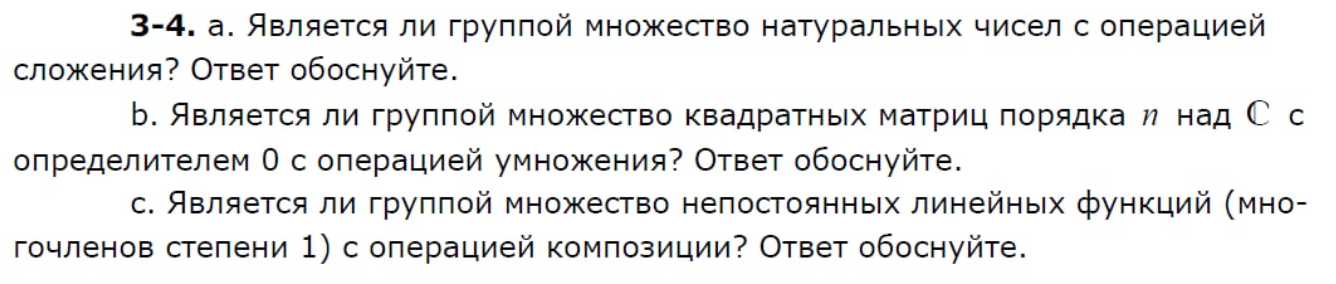 3-4. a. Является ли группой множество натуральных чисел с операцией
сложения? Ответ обоснуйте.
b. Является ли группой множество квадратных матриц порядка n над ℂ с
определителем 0 с операцией умножения? Ответ обоснуйте.
c. Является ли группой множество непостоянных линейных функций (мно-
гочленов степени 1) с операцией композиции? Ответ обоснуйте.